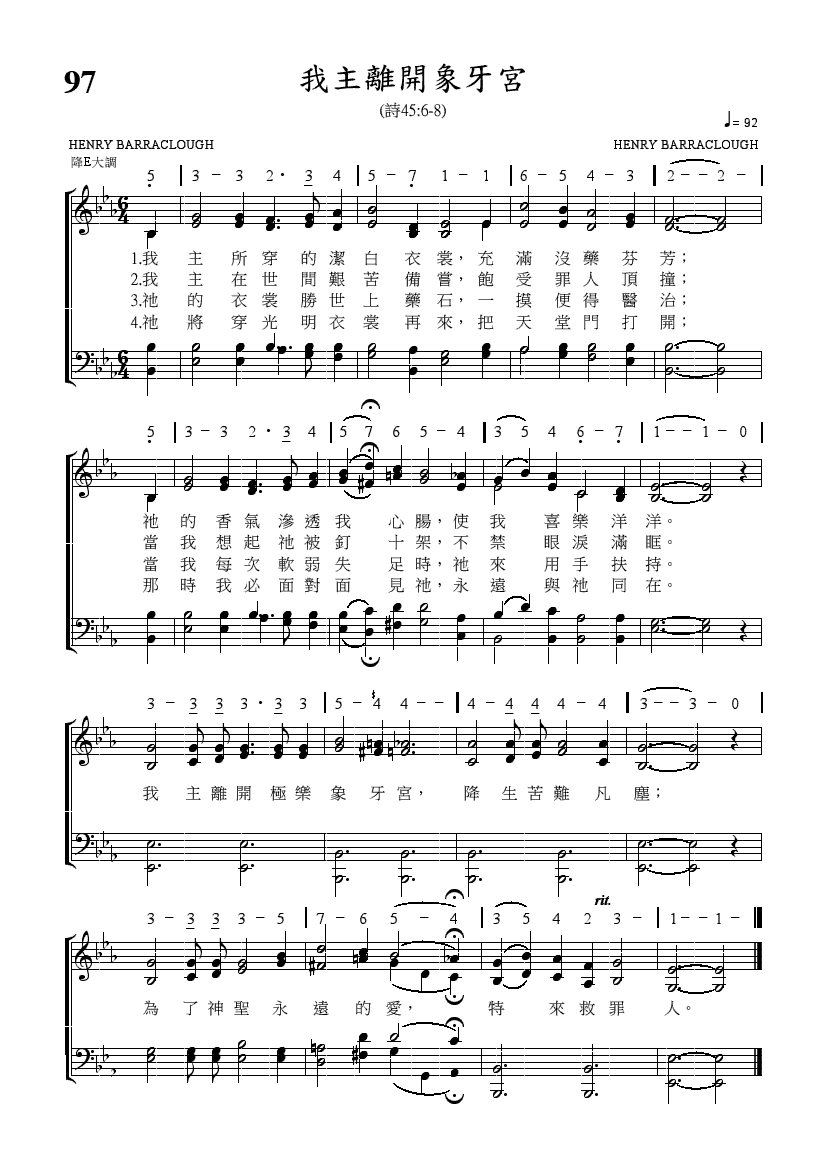 97
我主離開象牙宮
(詩45:6-8)
♩= 92
HENRY BARRACLOUGH HENRY BARRACLOUGH
降E大調
5 | 3 – 3 2 · 3 4 | 5 – 7 1 – 1 | 6 – 5 4 – 3 | 2 – – 2 – |
1.我 主 所 穿 的 潔 白 衣 裳，充 滿 沒 藥 芬 芳；
2.我 主 在 世 間 艱 苦 備 嘗，飽 受 罪 人 頂 撞；
3.祂 的 衣 裳 勝 世 上 藥 石，一 摸 便 得 醫 治；
4.祂 將 穿 光 明 衣 裳 再 來，把 天 堂 門 打 開；
5 | 3 – 3 2 · 3 4 | 5 7 6 5 – 4 | 3 5 4 6 – 7 | 1 – – 1 – 0 |
祂 的 香 氣 滲 透 我 心 腸，使 我 喜 樂 洋 洋。
當 我 想 起 祂 被 釘 十 架，不 禁 眼 淚 滿 眶。
當 我 每 次 軟 弱 失 足 時，祂 來 用 手 扶 持。
那 時 我 必 面 對 面 見 祂，永 遠 與 祂 同 在。
3 – 3 3 3 · 3 3 | 5 – 4 4 – – | 4 – 4 4 4 – 4 | 3 – – 3 – 0 |
我 主 離 開 極 樂 象 牙 宮， 降 生 苦 難 凡 塵；
rit.
3 – 3 3 3 – 5 | 7 – 6 5 – 4 | 3 5 4 2 3 – | 1 – – 1 –
為 了 神 聖 永 遠 的 愛， 特 來 救 罪 人。